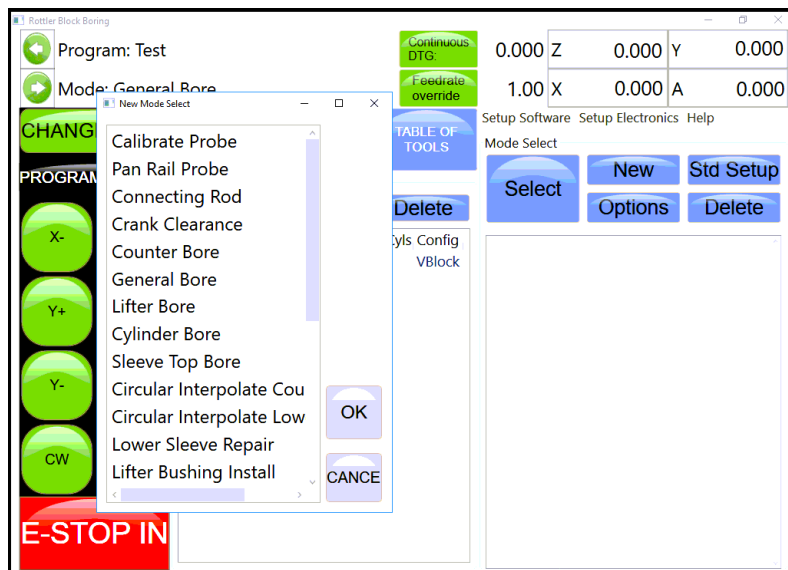 Rottler Block Boring
Program: Test
Continuous DTG:
0.000 Z 0.000 Y 0.000
Mode: General Bore
Feedrate override
1.00 X 0.000 A 0.000
New Mode Select
CHANG
TABLE OF TOOLS
Setup Software Setup Electronics Help
Mode Select
PROGRAM
Select
New
Std Setup
Options
Delete
Delete
Cyls Config
VBlock
X-
Y+
Y-
CW
E-STOP IN
Calibrate Probe
Pan Rail Probe
Connecting Rod
Crank Clearance
Counter Bore
General Bore
Lifter Bore
Cylinder Bore
Sleeve Top Bore
Circular Interpolate Cou
Circular Interpolate Low
Lower Sleeve Repair
Lifter Bushing Install
OK
CANCE